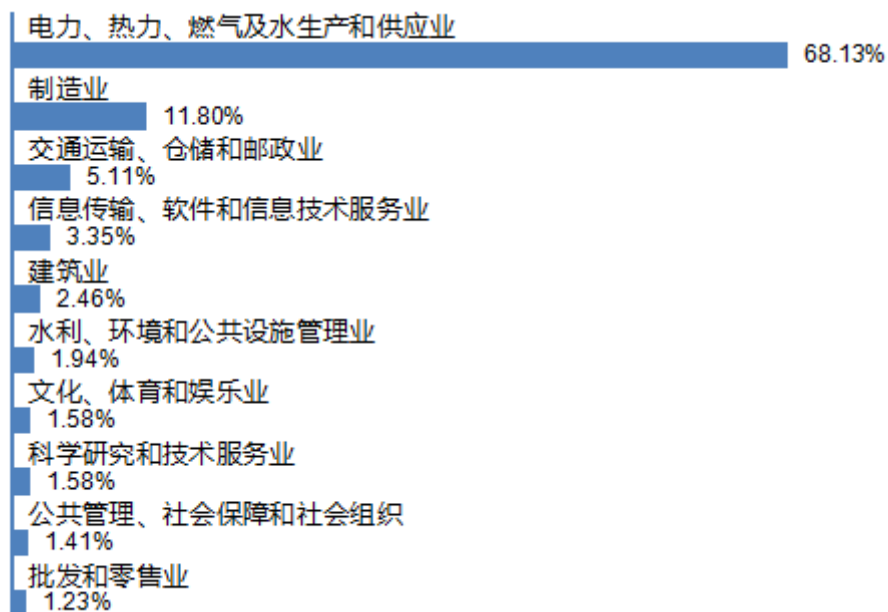 电力、热力、燃气及水生产和供应业
68.13%
制造业
11.80%
交通运输、仓储和邮政业
5.11%
信息传输、软件和信息技术服务业
3.35%
建筑业
2.46%
水利、环境和公共设施管理业
1.94%
文化、体育和娱乐业
1.58%
科学研究和技术服务业
1.58%
公共管理、社会保障和社会组织
1.41%
批发和零售业
1.23%